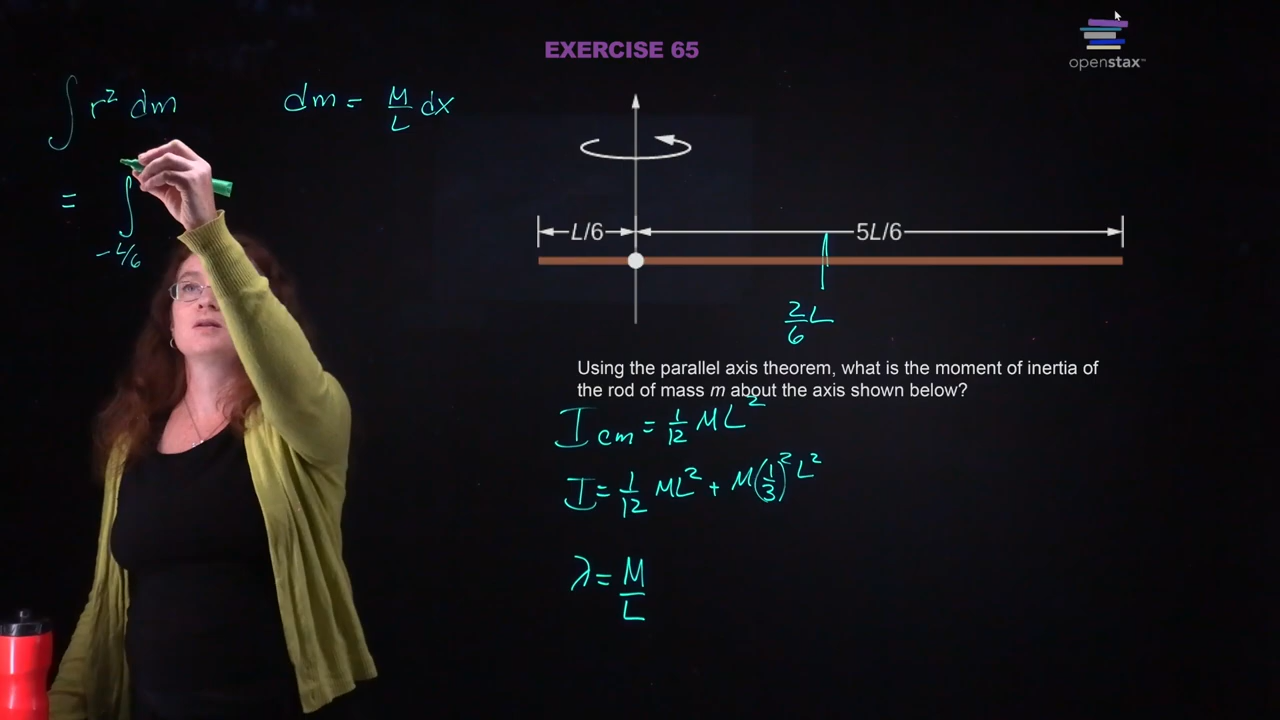 EXERCISE 65
openstax™
∫ r² dm
dm = M/L dx
= ∫ -L/6
L/6
5L/6
2/6 L
Using the parallel axis theorem, what is the moment of inertia of
the rod of mass m about the axis shown below?
I cm = 1/12 ML²
I = 1/12 ML² + M(1/3)² L²
λ = M/L